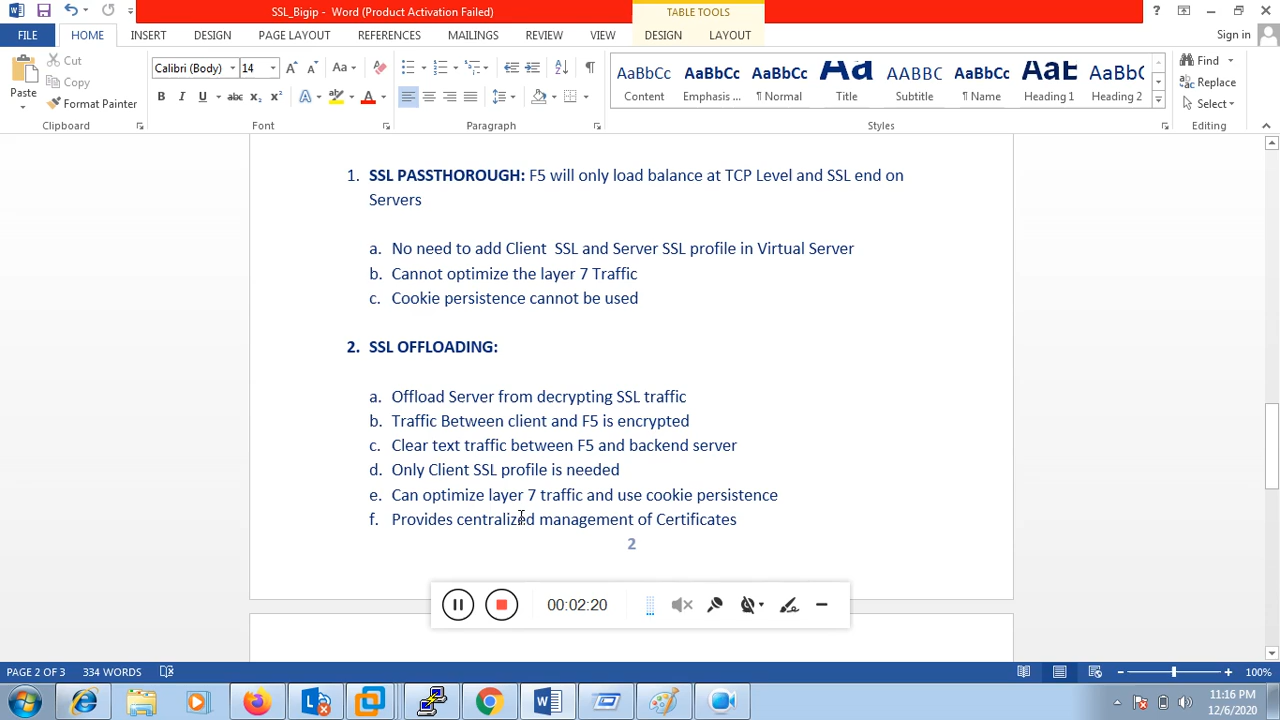 SSL_Bigip - Word (Product Activation Failed)
TABLE TOOLS
?
FILE
HOME
INSERT
DESIGN
PAGE LAYOUT
REFERENCES
MAILINGS
REVIEW
VIEW
DESIGN
LAYOUT
Sign in
Paste
Cut
Copy
Format Painter
Clipboard
Calibri (Body)
14
Font
Paragraph
AaBbCc
Content
AaBbCc
Emphasis ...
AaBbCc
¶ Normal
Title
AABBC
Subtitle
AaBbCc
¶ Name
Heading 1
AaBbC
Heading 2
Styles
Find
Replace
Select
Editing
1. SSL PASSTHOROUGH: F5 will only load balance at TCP Level and SSL end on
Servers
a. No need to add Client SSL and Server SSL profile in Virtual Server
b. Cannot optimize the layer 7 Traffic
c. Cookie persistence cannot be used
2. SSL OFFLOADING:
a. Offload Server from decrypting SSL traffic
b. Traffic Between client and F5 is encrypted
c. Clear text traffic between F5 and backend server
d. Only Client SSL profile is needed
e. Can optimize layer 7 traffic and use cookie persistence
f. Provides centralized management of Certificates
2
00:02:20
PAGE 2 OF 3
334 WORDS
100%
11:16 PM
12/6/2020